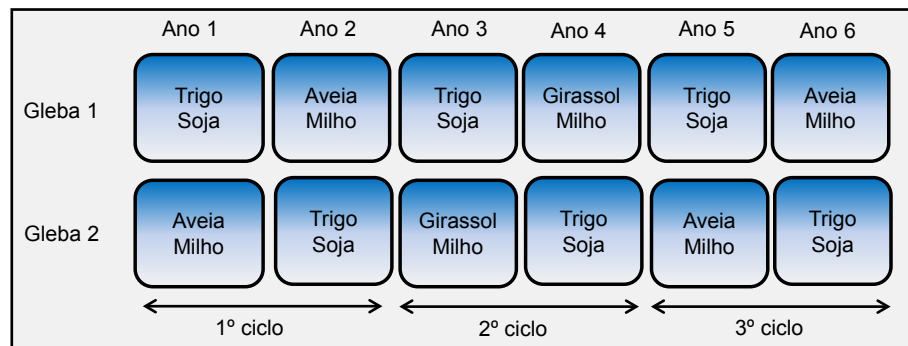 Ano 1 Ano 2 Ano 3 Ano 4 Ano 5 Ano 6
Gleba 1
Trigo Aveia Trigo Girassol Trigo Aveia
Soja Milho Soja Milho Soja Milho
Gleba 2
Aveia Trigo Girassol Trigo Aveia Trigo
Milho Soja Milho Soja Milho Soja
1º ciclo 2º ciclo 3º ciclo